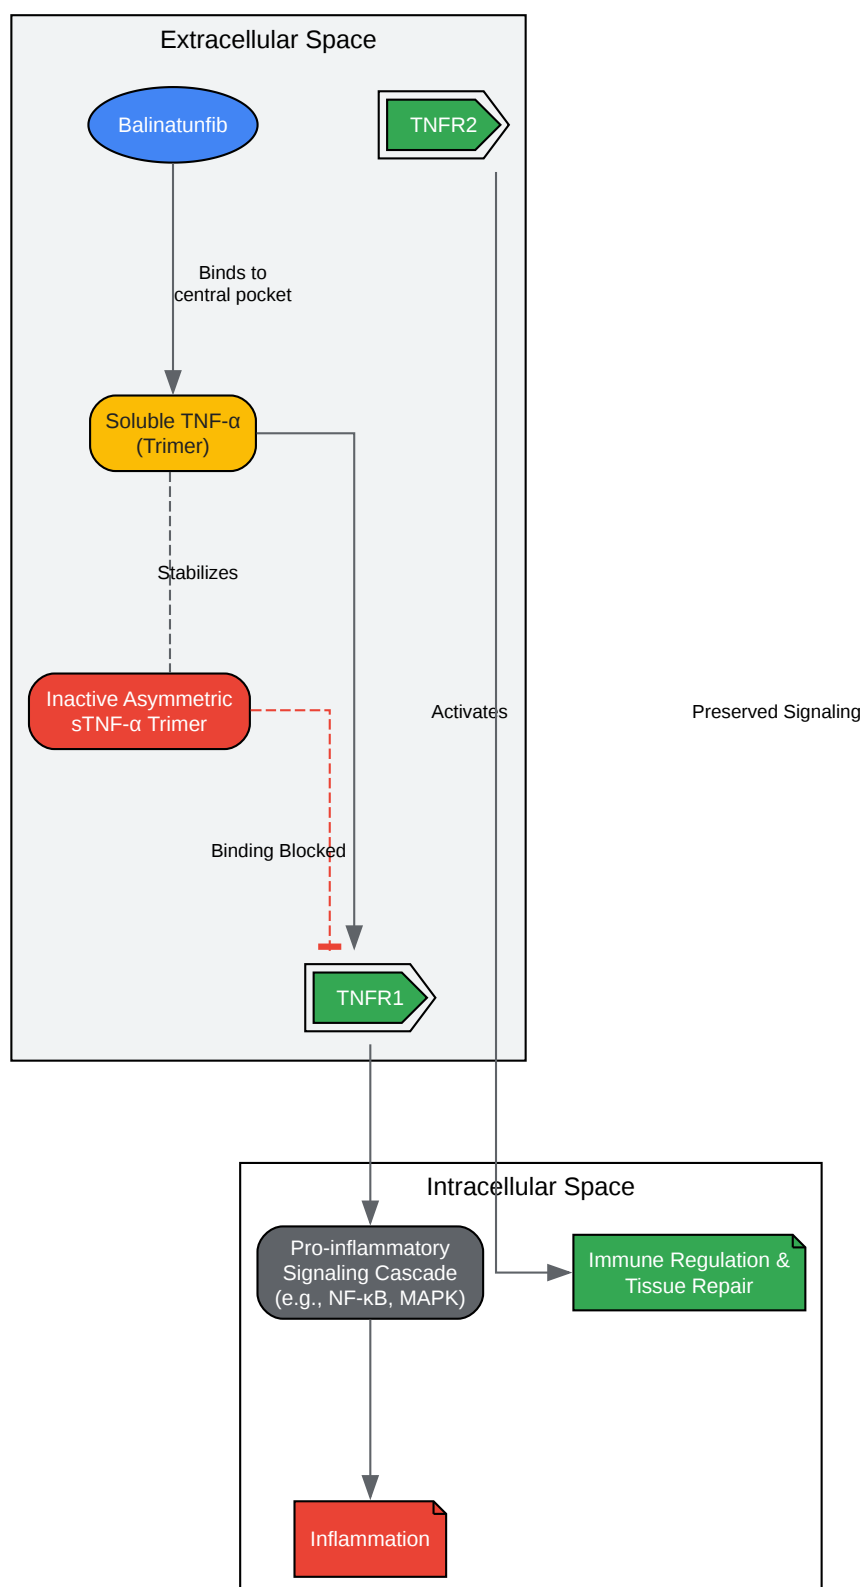 Extracellular Space
Balinatunfib
TNFR2
Binds to
central pocket
Soluble TNF-α
(Trimer)
Stabilizes
Inactive Asymmetric
sTNF-α Trimer
Activates
Preserved Signaling
Binding Blocked
TNFR1
Intracellular Space
Pro-inflammatory
Signaling Cascade
(e.g., NF-κB, MAPK)
Immune Regulation &
Tissue Repair
Inflammation